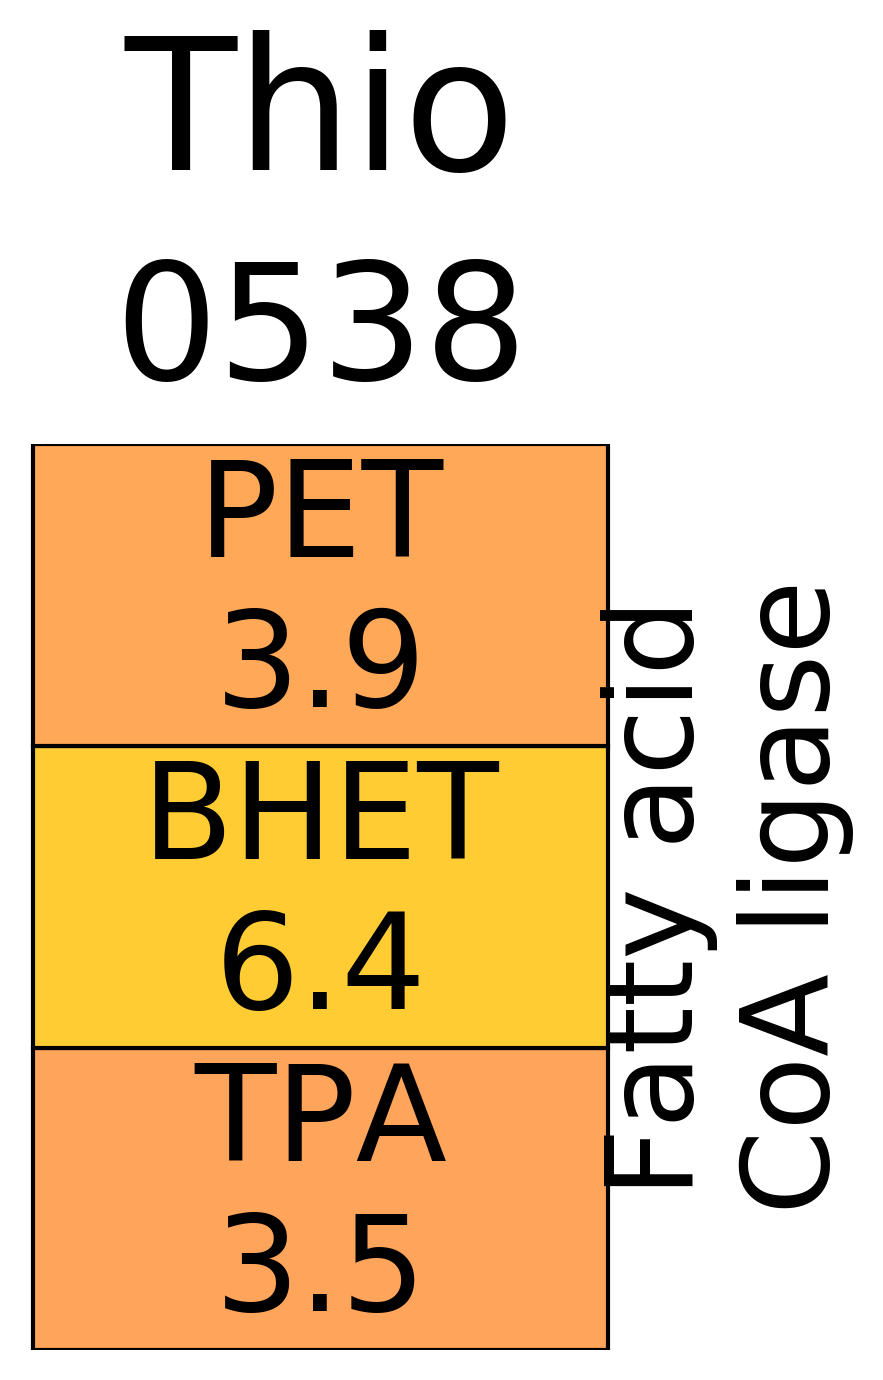 Thio
0538
PET
3.9
BHET
6.4
TPA
3.5
Fatty acid
CoA ligase